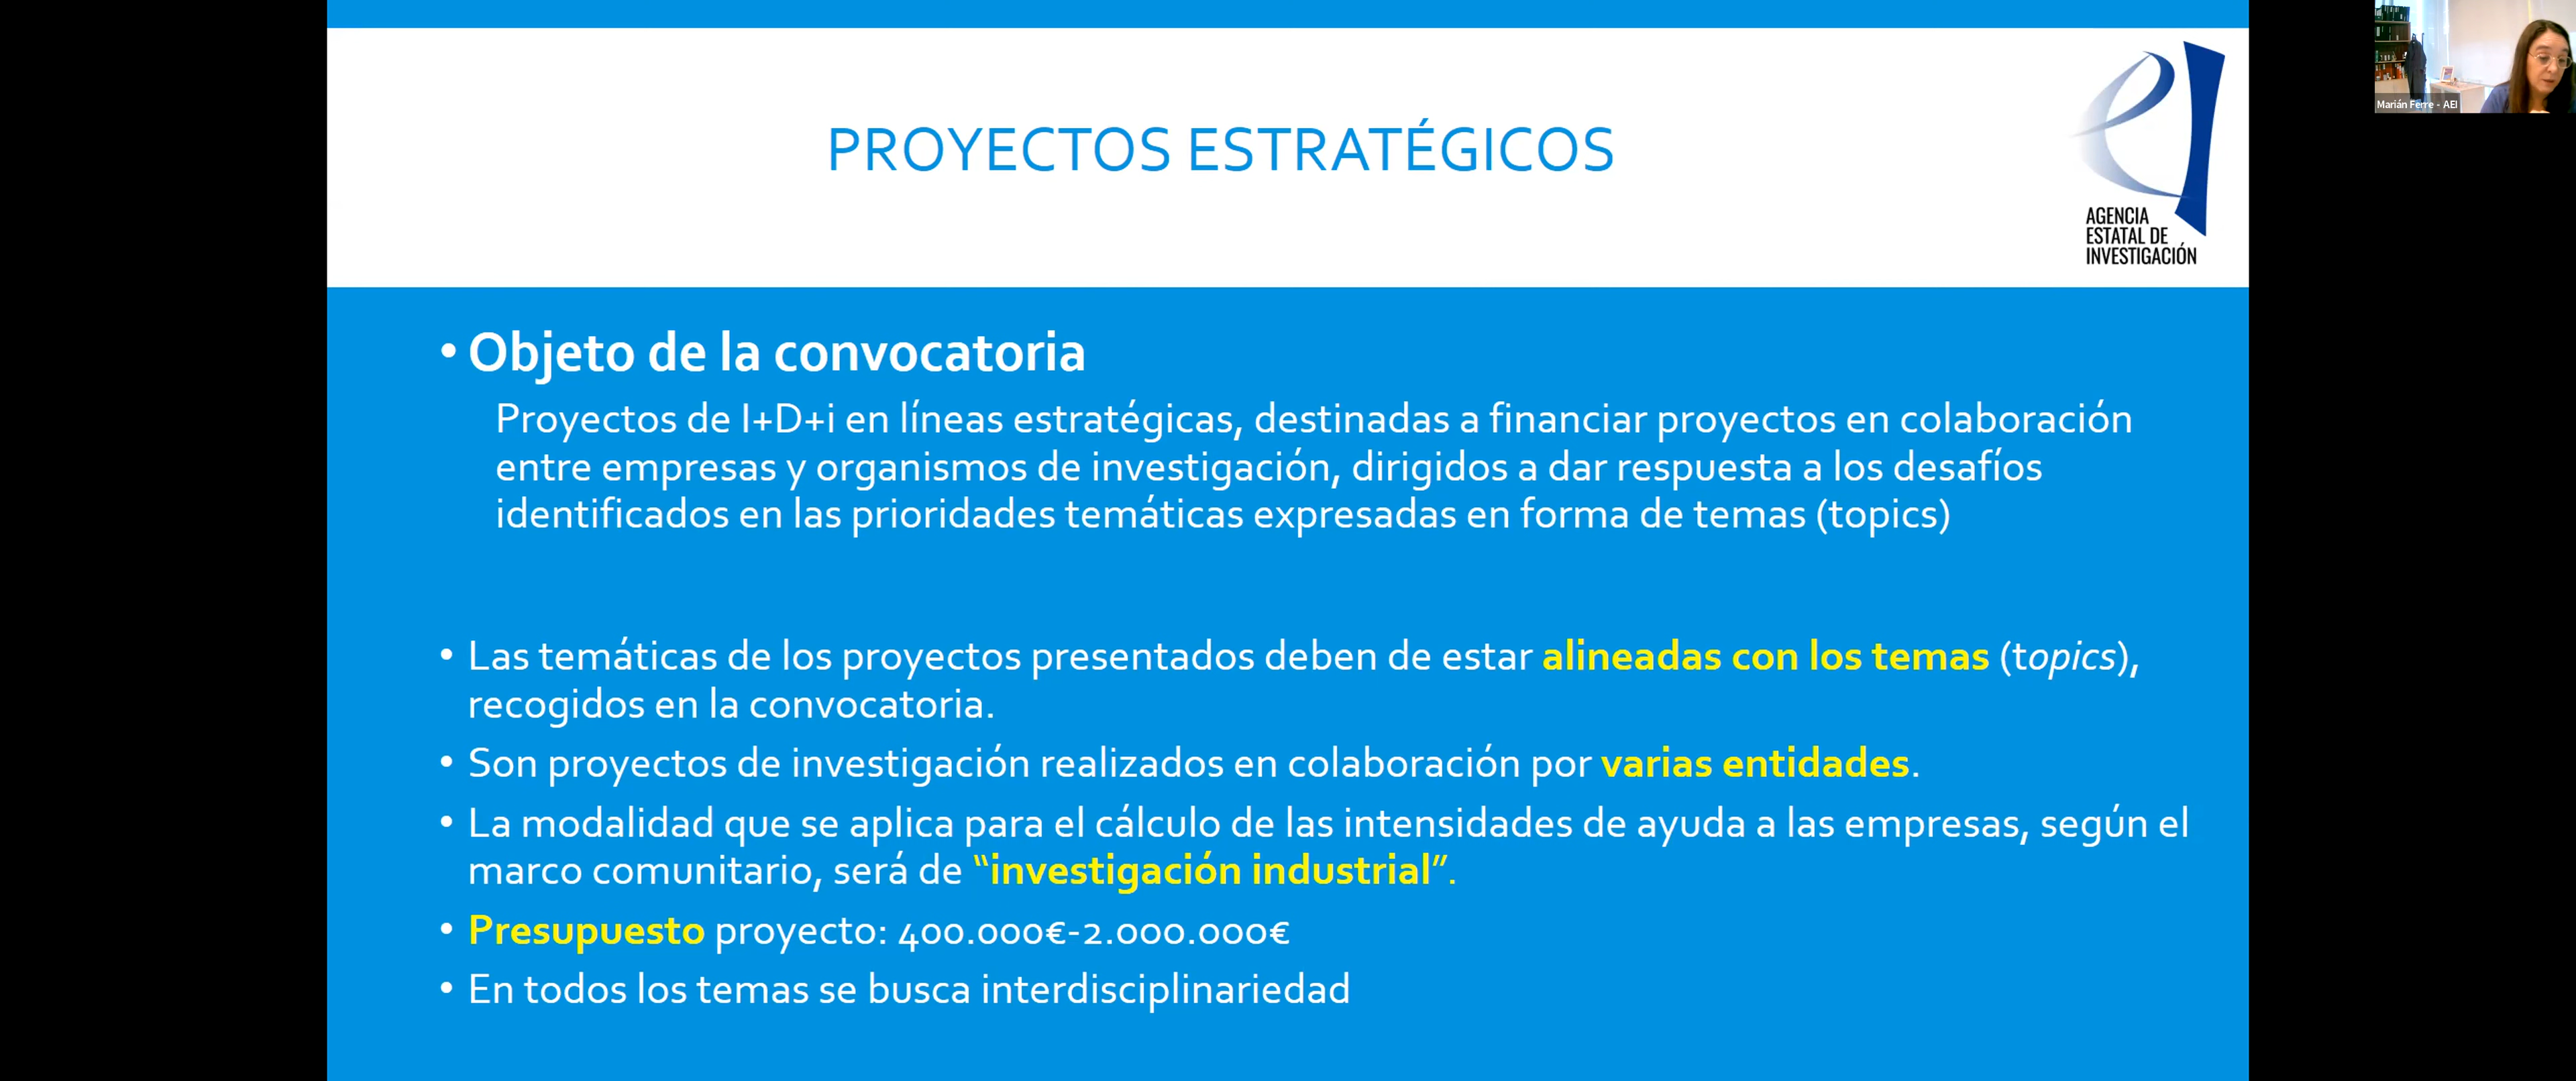 PROYECTOS ESTRATÉGICOS
AGENCIA
ESTATAL DE
INVESTIGACIÓN
Marián Ferre - AEI
• Objeto de la convocatoria
Proyectos de I+D+i en líneas estratégicas, destinadas a financiar proyectos en colaboración
entre empresas y organismos de investigación, dirigidos a dar respuesta a los desafíos
identificados en las prioridades temáticas expresadas en forma de temas (topics)
• Las temáticas de los proyectos presentados deben de estar alineadas con los temas (topics),
recogidos en la convocatoria.
• Son proyectos de investigación realizados en colaboración por varias entidades.
• La modalidad que se aplica para el cálculo de las intensidades de ayuda a las empresas, según el
marco comunitario, será de “investigación industrial”.
• Presupuesto proyecto: 400.000€-2.000.000€
• En todos los temas se busca interdisciplinariedad